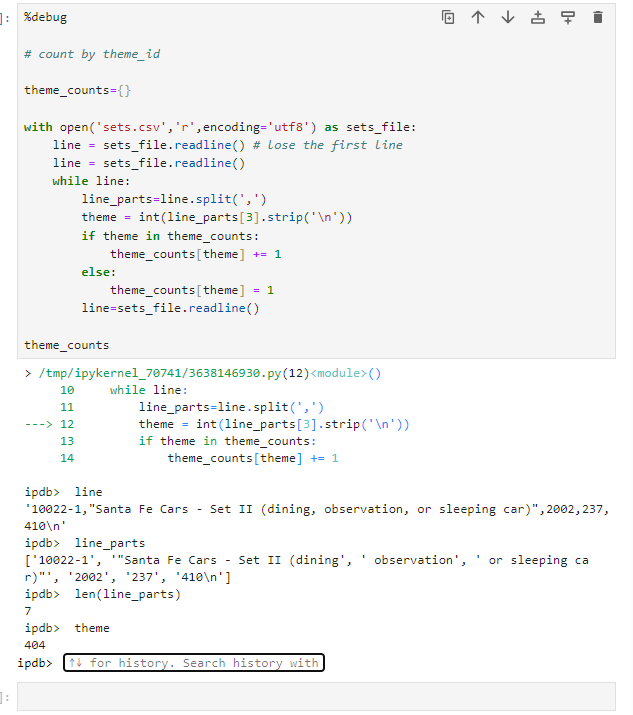 ]:
%debug
# count by theme_id
theme_counts={}
with open('sets.csv','r',encoding='utf8') as sets_file:
    line = sets_file.readline() # lose the first line
    line = sets_file.readline()
    while line:
        line_parts=line.split(',')
        theme = int(line_parts[3].strip('\n'))
        if theme in theme_counts:
            theme_counts[theme] += 1
        else:
            theme_counts[theme] = 1
        line=sets_file.readline()
theme_counts
> /tmp/ipykernel_70741/3638146930.py(12)<module>()
     10     while line:
     11         line_parts=line.split(',')
---> 12         theme = int(line_parts[3].strip('\n'))
     13         if theme in theme_counts:
     14             theme_counts[theme] += 1
ipdb>  line
'10022-1,"Santa Fe Cars - Set II (dining, observation, or sleeping car)",2002,237,
410\n'
ipdb>  line_parts
['10022-1', '"Santa Fe Cars - Set II (dining', ' observation', ' or sleeping ca
r)"', '2002', '237', '410\n']
ipdb>  len(line_parts)
7
ipdb>  theme
404
ipdb> ↑↓ for history. Search history with
]: